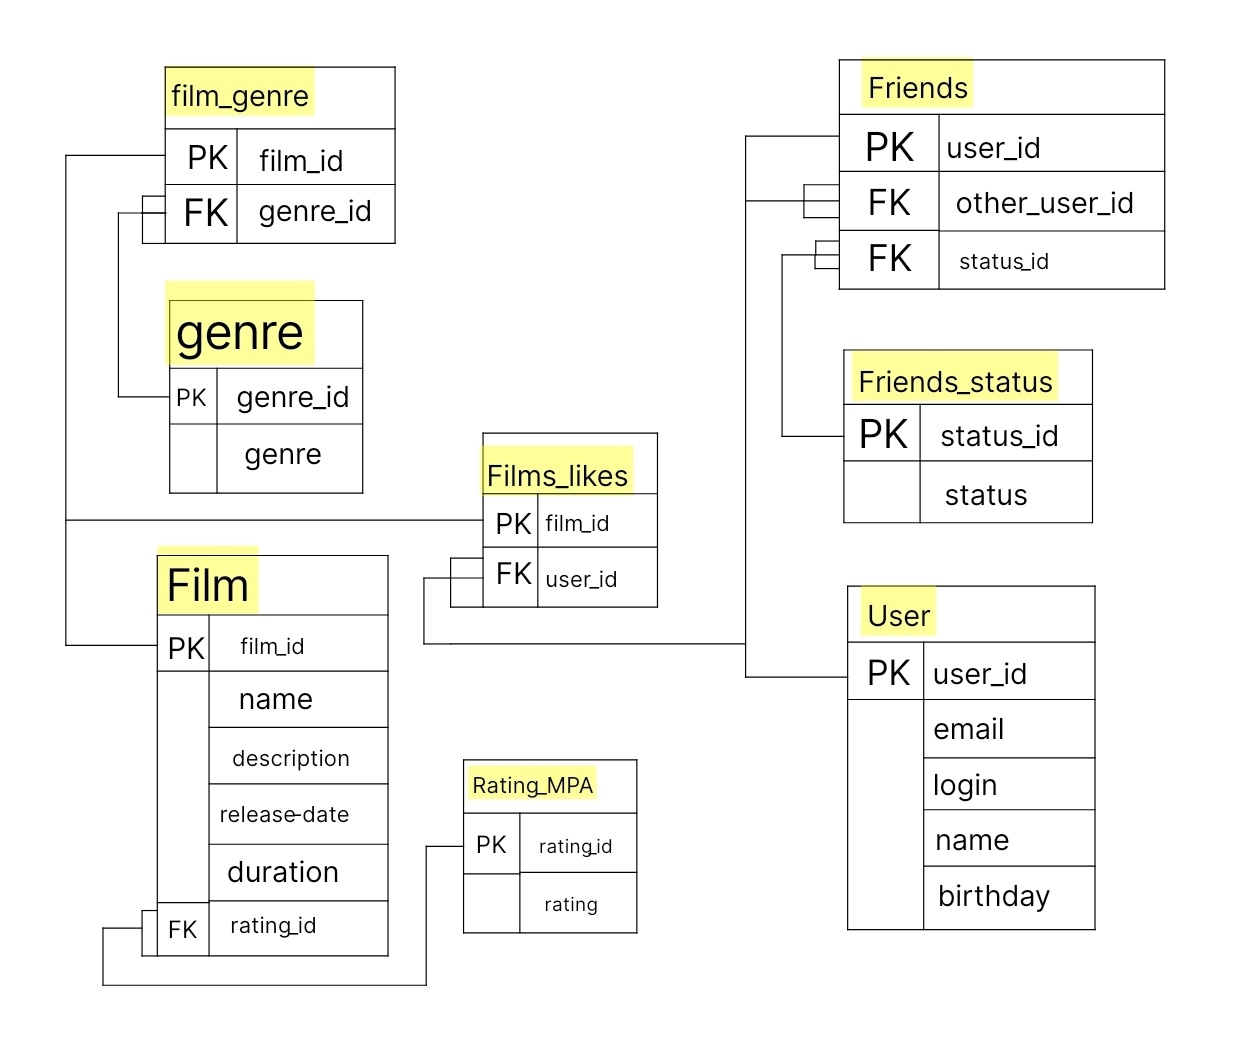 film_genre
PK film_id
FK genre_id
genre
PK genre_id
genre
Film
PK film_id
name
description
release-date
duration
FK rating_id
Films_likes
PK film_id
FK user_id
Rating_MPA
PK rating_id
rating
Friends
PK user_id
FK other_user_id
FK status_id
Friends_status
PK status_id
status
User
PK user_id
email
login
name
birthday